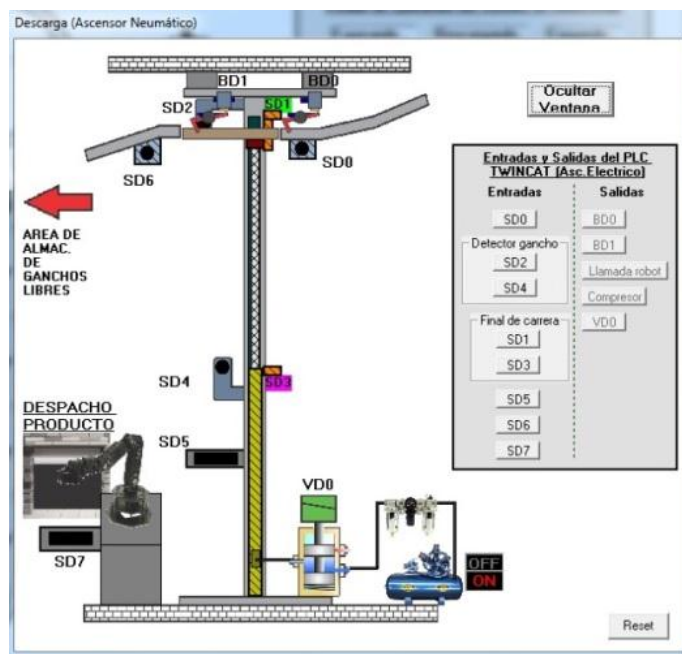 Descarga (Ascensor Neumático)
BD1
BD0
SD2
SD1
SD6
SD0
AREA DE
ALMAC.
DE
GANCHOS
LIBRES
SD4
SD3
DESPACHO
PRODUCTO
SD5
VD0
SD7
OFF
ON
Ocultar
Ventana
Entradas y Salidas del PLC
TWINCAT (Asc.Electrico)
Entradas
Salidas
SD0
BD0
Detector gancho
BD1
SD2
Llamada robot
SD4
Compresor
Final de carrera
VD0
SD1
SD3
SD5
SD6
SD7
Reset